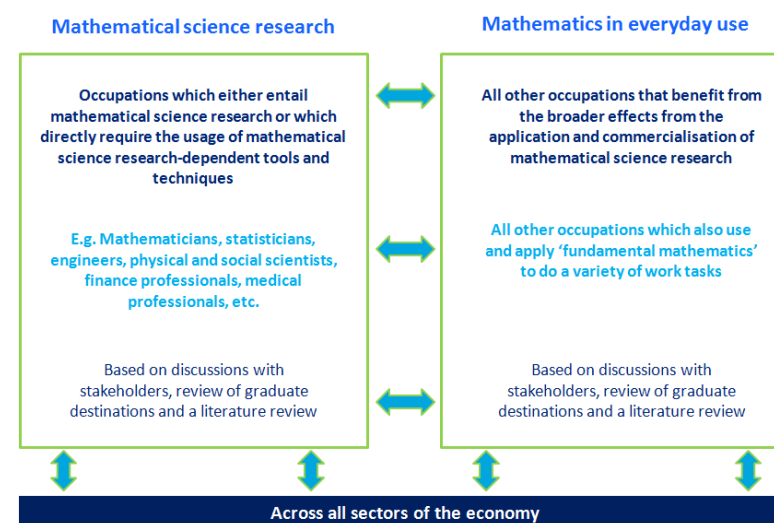 Mathematical science research
Mathematics in everyday use
Occupations which either entail
mathematical science research or which
directly require the usage of mathematical
science research-dependent tools and
techniques
All other occupations that benefit from
the broader effects from the
application and commercialisation of
mathematical science research
E.g. Mathematicians, statisticians,
engineers, physical and social scientists,
finance professionals, medical
professionals, etc.
All other occupations which also use
and apply ‘fundamental mathematics’
to do a variety of work tasks
Based on discussions with
stakeholders, review of graduate
destinations and a literature review
Based on discussions with
stakeholders, review of graduate
destinations and a literature review
Across all sectors of the economy